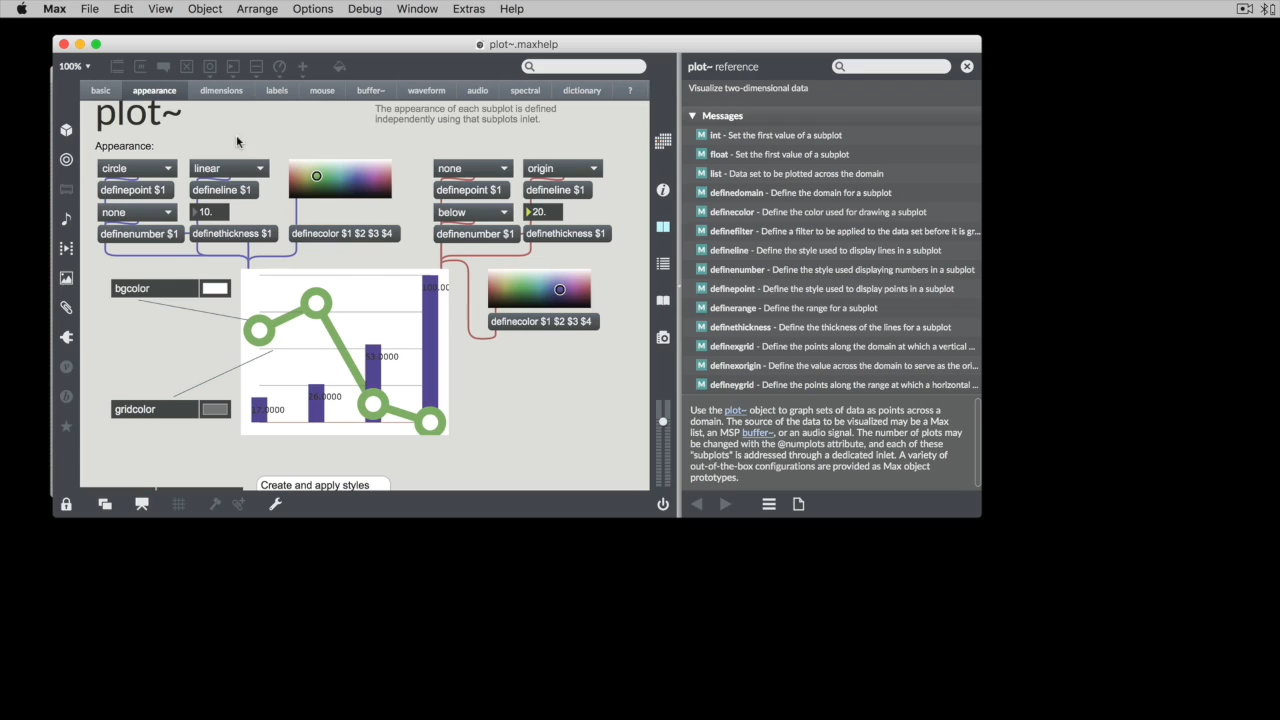 Max File Edit View Object Arrange Options Debug Window Extras Help
plot~.maxhelp
100%
basic appearance dimensions labels mouse buffer~ waveform audio spectral dictionary ?
plot~
The appearance of each subplot is defined
independently using that subplots inlet.
Appearance:
circle linear none origin
definepoint $1 defineline $1 definepoint $1 defineline $1
none 10. below 20.
definenumber $1 definethickness $1 definecolor $1 $2 $3 $4 definenumber $1 definethickness $1
bgcolor
definecolor $1 $2 $3 $4
100.00
53.0000
26.0000
17.0000
gridcolor
Create and apply styles
plot~ reference
Visualize two-dimensional data
Messages
M int - Set the first value of a subplot
M float - Set the first value of a subplot
M list - Data set to be plotted across the domain
M definedomain - Define the domain for a subplot
M definecolor - Define the color used for drawing a subplot
M definefilter - Define a filter to be applied to the data set before it is gr...
M defineline - Define the style used to display lines in a subplot
M definenumber - Define the style used displaying numbers in a subplot
M definepoint - Define the style used to display points in a subplot
M definerange - Define the range for a subplot
M definethickness - Define the thickness of the lines for a subplot
M definexgrid - Define the points along the domain at which a vertical ...
M definexorigin - Define the value across the domain to serve as the ori...
M defineygrid - Define the points along the range at which a horizontal ...
Use the plot~ object to graph sets of data as points across a
domain. The source of the data to be visualized may be a Max
list, an MSP buffer~, or an audio signal. The number of plots may
be changed with the @numplots attribute, and each of these
"subplots" is addressed through a dedicated inlet. A variety of
out-of-the-box configurations are provided as Max object
prototypes.